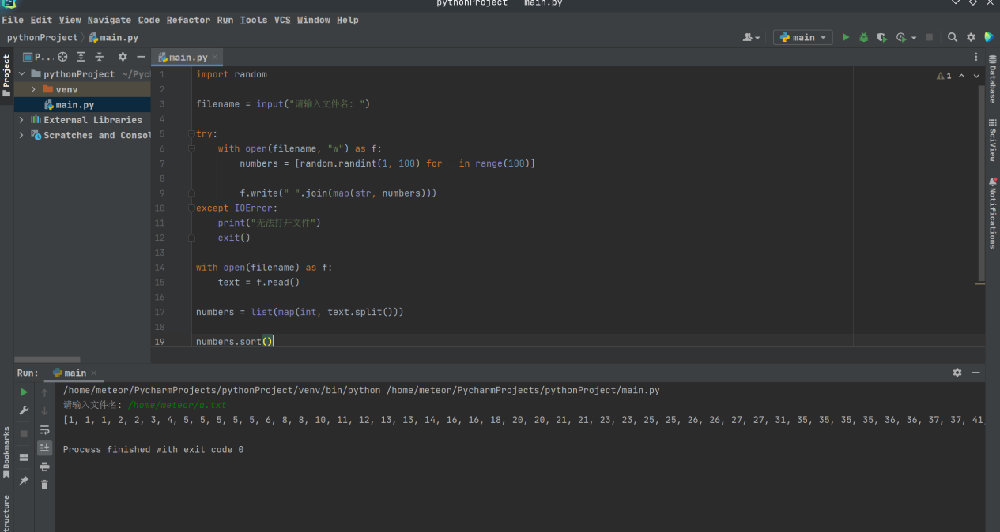 pythonProject – main.py
File Edit View Navigate Code Refactor Run Tools VCS Window Help
pythonProject main.py
main
P...
main.py
Project
pythonProject ~/Pyc
venv
main.py
External Libraries
Scratches and Consol
1 import random
2
3 filename = input("请输入文件名: ")
4
5 try:
6 with open(filename, "w") as f:
7 numbers = [random.randint(1, 100) for _ in range(100)]
8
9 f.write(" ".join(map(str, numbers)))
10 except IOError:
11 print("无法打开文件")
12 exit()
13
14 with open(filename) as f:
15 text = f.read()
16
17 numbers = list(map(int, text.split()))
18
19 numbers.sort()
1
Database
SciView
Notifications
Run: main
/home/meteor/PycharmProjects/pythonProject/venv/bin/python /home/meteor/PycharmProjects/pythonProject/main.py
请输入文件名: /home/meteor/a.txt
[1, 1, 1, 2, 2, 3, 4, 5, 5, 5, 5, 5, 6, 8, 8, 10, 11, 12, 13, 13, 14, 16, 16, 18, 20, 20, 21, 21, 23, 23, 25, 25, 26, 26, 27, 27, 31, 35, 35, 35, 35, 36, 36, 37, 37, 41
Process finished with exit code 0
Bookmarks
tructure